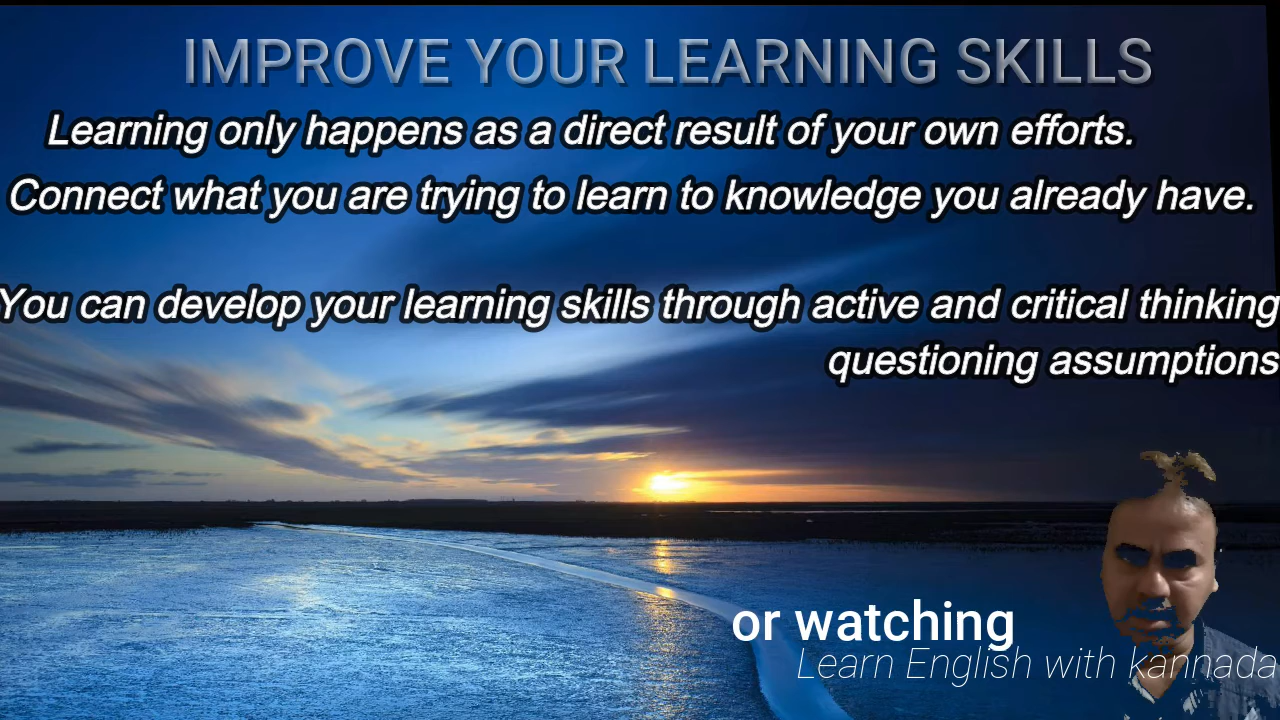 IMPROVE YOUR LEARNING SKILLS
Learning only happens as a direct result of your own efforts.
Connect what you are trying to learn to knowledge you already have.
You can develop your learning skills through active and critical thinking
questioning assumptions
or watching
Learn English with kannada